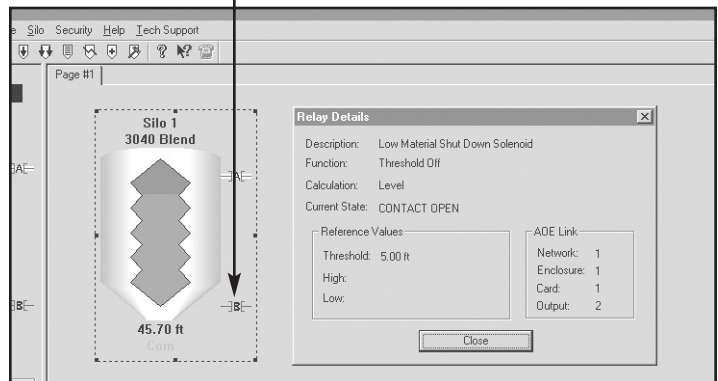 e Silo Security Help Tech Support
Page #1
Silo 1
3040 Blend
A
A
B
B
45.70 ft
Corn
Relay Details
Description: Low Material Shut Down Solenoid
Function: Threshold Off
Calculation: Level
Current State: CONTACT OPEN
Reference Values
Threshold: 5.00 ft
High:
Low:
AOE Link
Network: 1
Enclosure: 1
Card: 1
Output: 2
Close